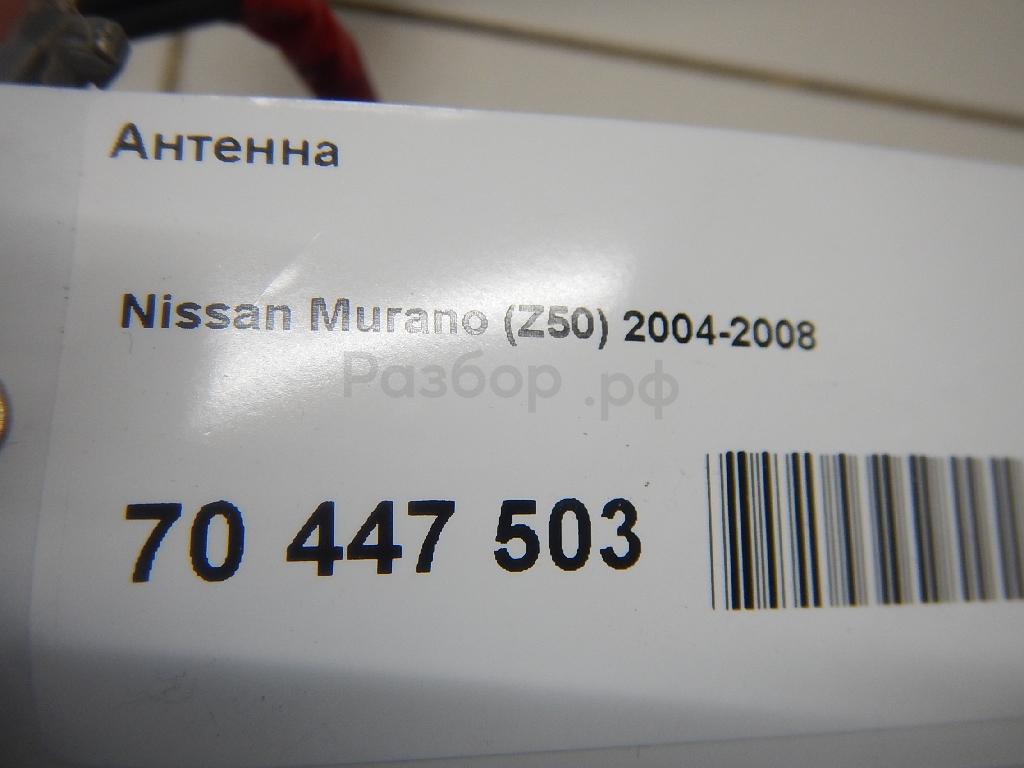 Антенна
Nissan Murano (Z50) 2004-2008
Разбор .рф
70 447 503